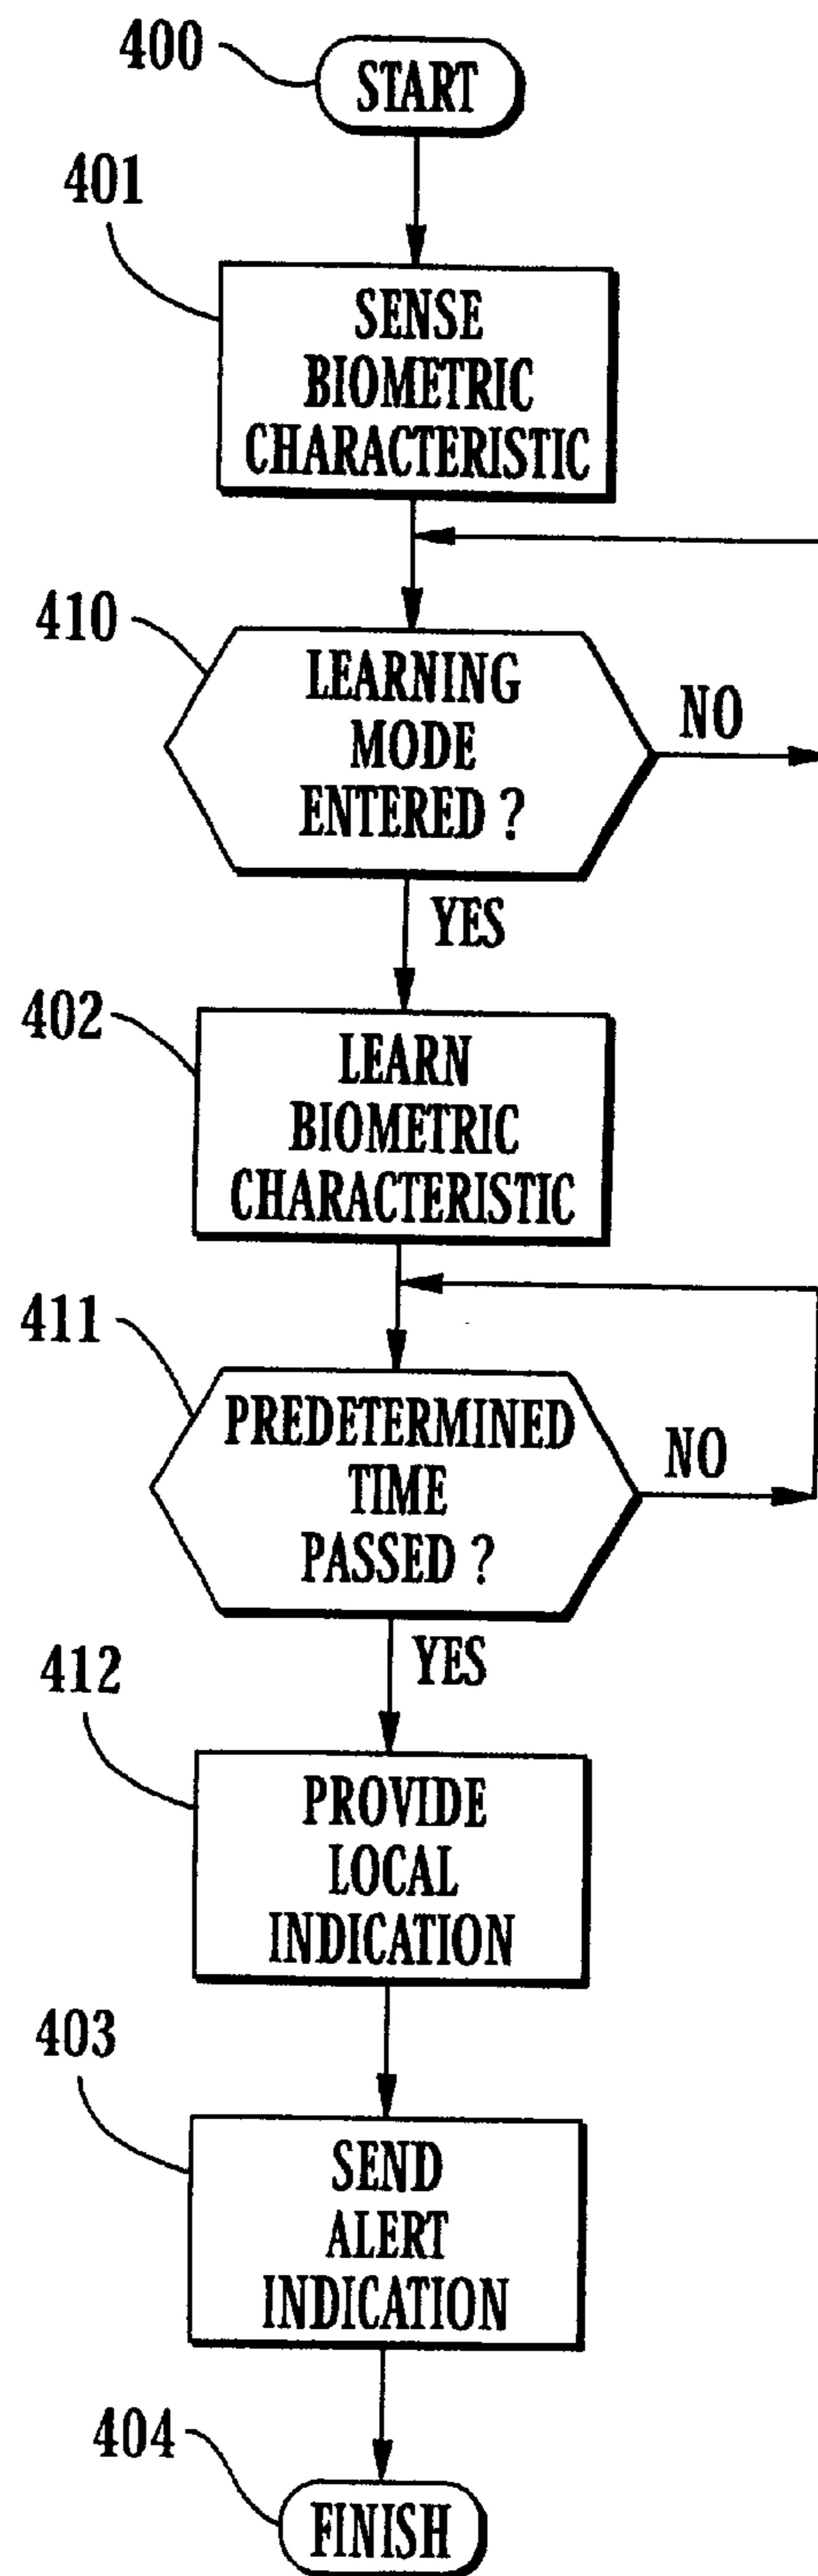 400
START
401
SENSE
BIOMETRIC
CHARACTERISTIC
410
LEARNING
MODE
ENTERED ?
NO
YES
402
LEARN
BIOMETRIC
CHARACTERISTIC
411
PREDETERMINED
TIME
PASSED ?
NO
YES
412
PROVIDE
LOCAL
INDICATION
403
SEND
ALERT
INDICATION
404
FINISH